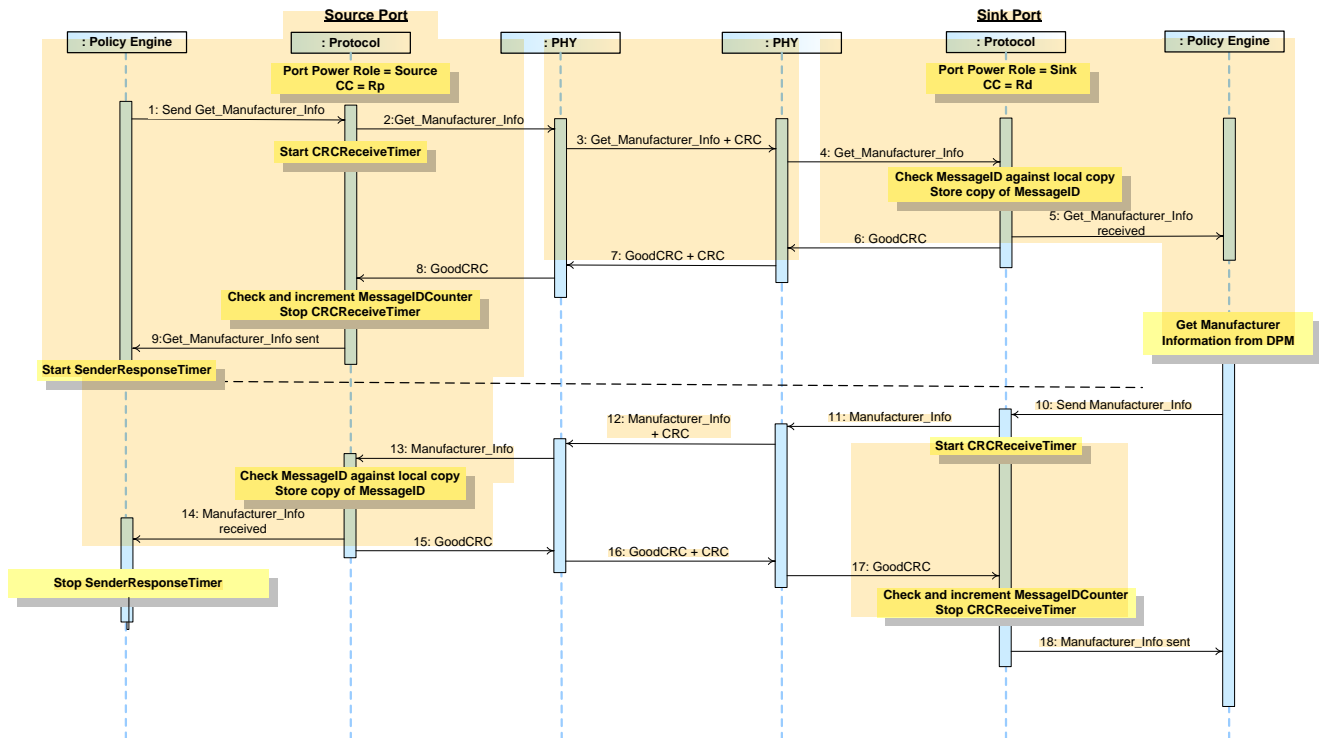 Source Port
Sink Port
: Policy Engine
: Protocol
: PHY
: PHY
: Protocol
: Policy Engine
Port Power Role = Source
CC = Rp
Port Power Role = Sink
CC = Rd
1: Send Get_Manufacturer_Info
2:Get_Manufacturer_Info
Start CRCReceiveTimer
3: Get_Manufacturer_Info + CRC
4: Get_Manufacturer_Info
Check MessageID against local copy
Store copy of MessageID
5: Get_Manufacturer_Info
received
6: GoodCRC
7: GoodCRC + CRC
8: GoodCRC
Check and increment MessageIDCounter
Stop CRCReceiveTimer
9:Get_Manufacturer_Info sent
Start SenderResponseTimer
Get Manufacturer
Information from DPM
10: Send Manufacturer_Info
11: Manufacturer_Info
Start CRCReceiveTimer
12: Manufacturer_Info
+ CRC
13: Manufacturer_Info
Check MessageID against local copy
Store copy of MessageID
14: Manufacturer_Info
received
15: GoodCRC
16: GoodCRC + CRC
17: GoodCRC
Stop SenderResponseTimer
Check and increment MessageIDCounter
Stop CRCReceiveTimer
18: Manufacturer_Info sent